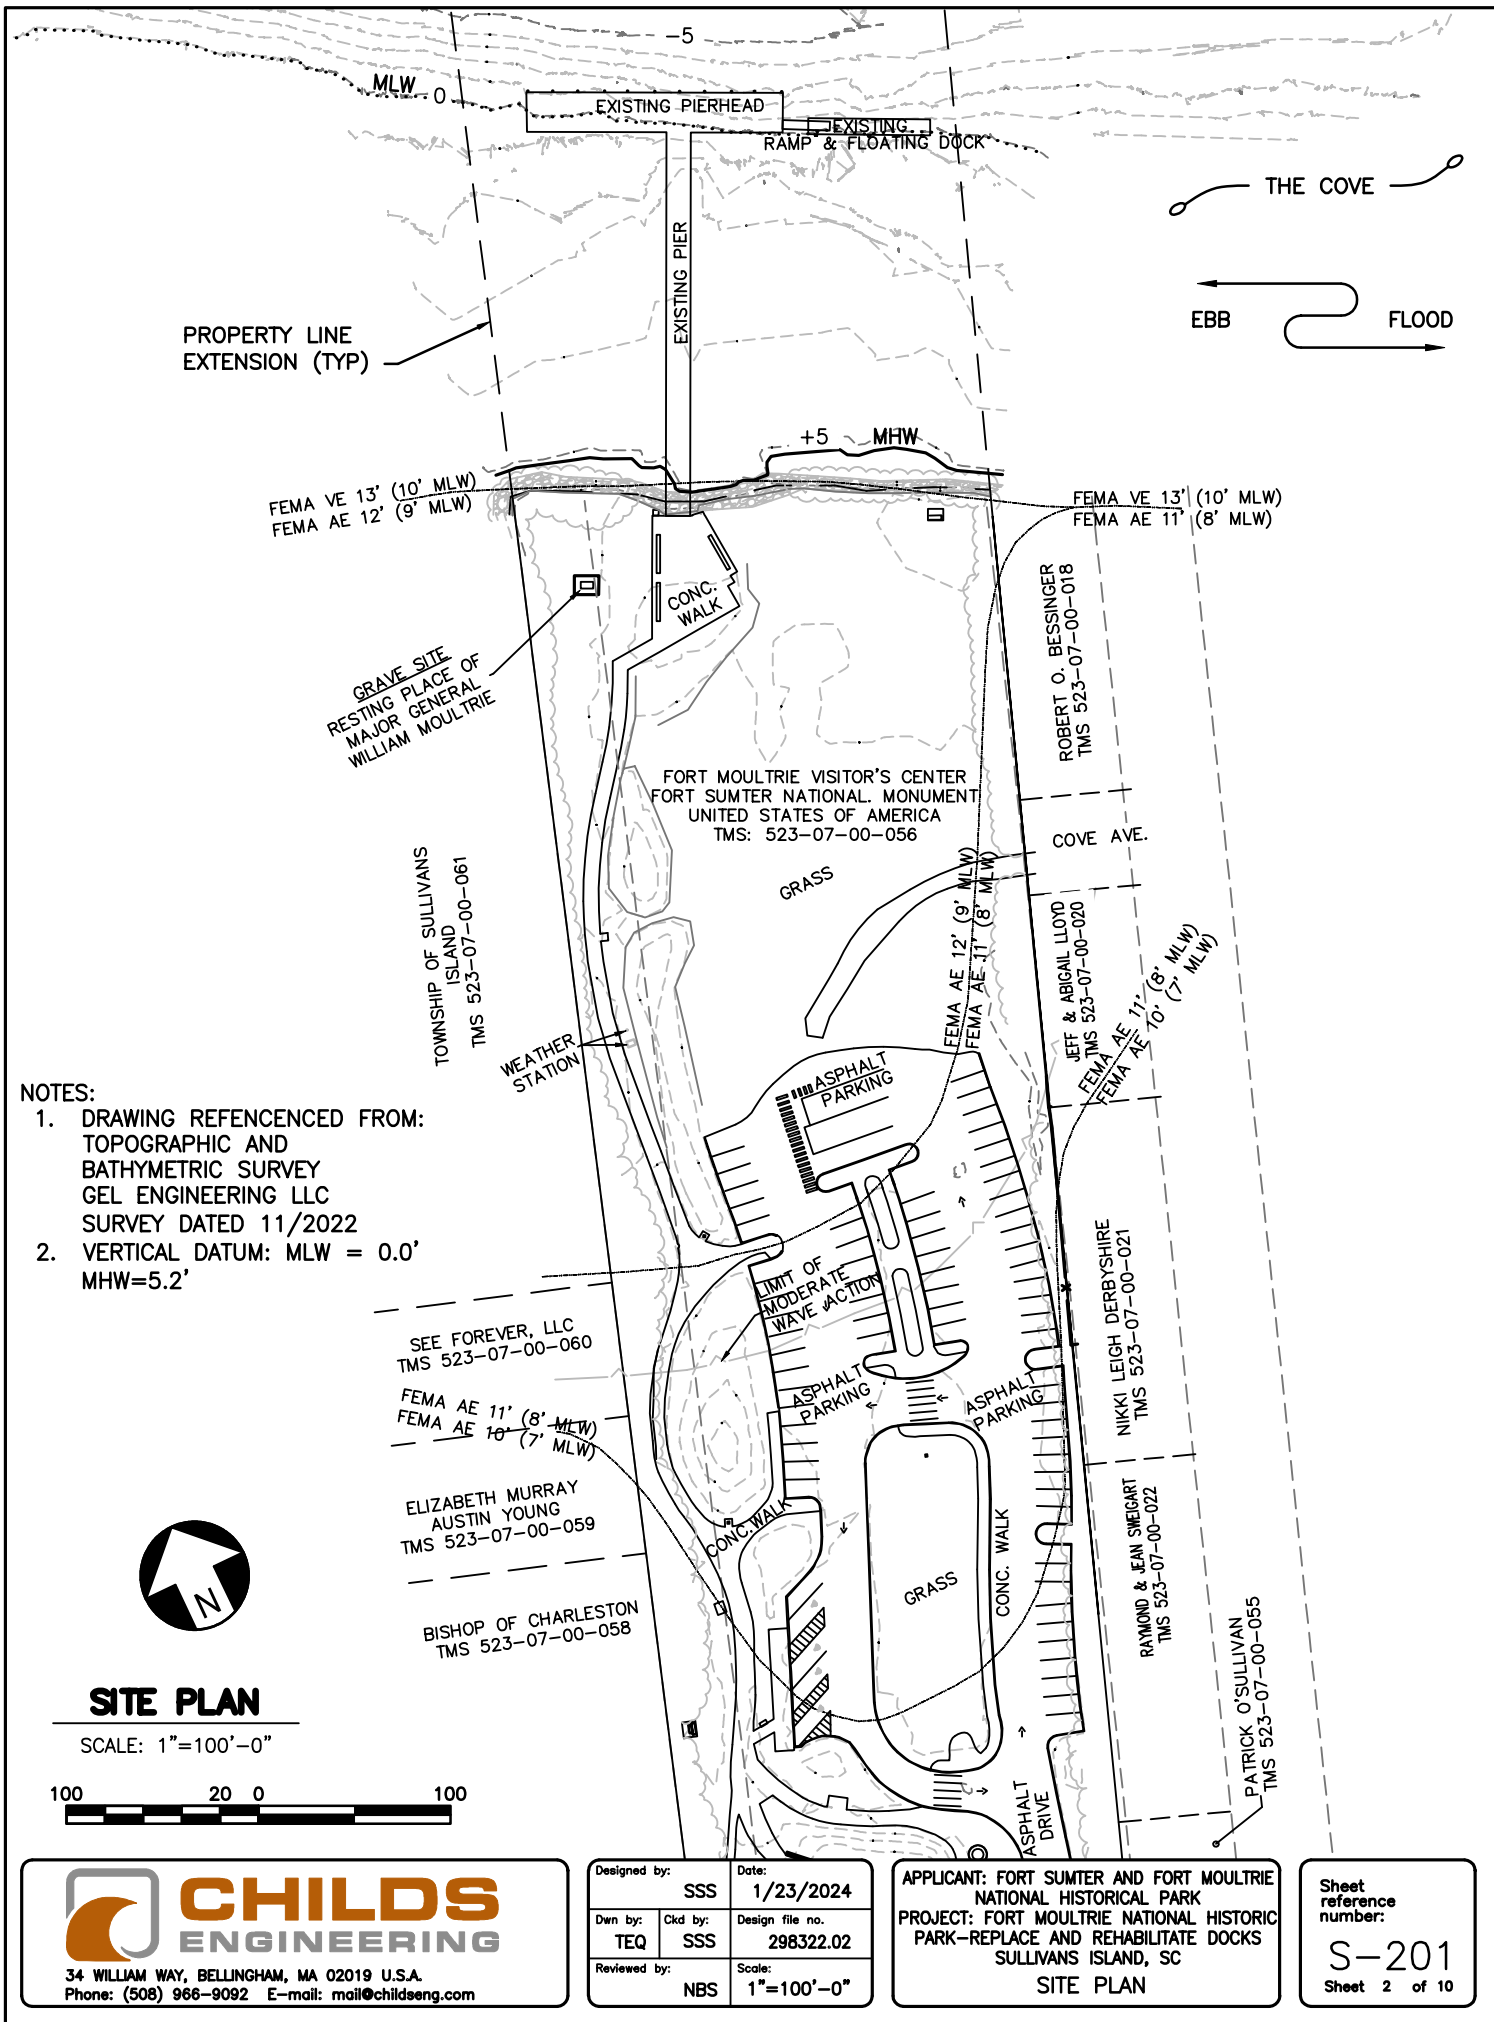 -5
MLW
0
EXISTING PIERHEAD
EXISTING
RAMP & FLOATING DOCK
THE COVE
EXISTING PIER
EBB
FLOOD
PROPERTY LINE
EXTENSION (TYP)
+5
MHW
FEMA VE 13' (10' MLW)
FEMA AE 12' (9' MLW)
FEMA VE 13' (10' MLW)
FEMA AE 11' (8' MLW)
CONC.
WALK
GRAVE SITE
RESTING PLACE OF
MAJOR GENERAL
WILLIAM MOULTRIE
ROBERT O. BESSINGER
TMS 523-07-00-018
FORT MOULTRIE VISITOR'S CENTER
FORT SUMTER NATIONAL. MONUMENT
UNITED STATES OF AMERICA
TMS: 523-07-00-056
COVE AVE.
GRASS
TOWNSHIP OF SULLIVANS
ISLAND
TMS 523-07-00-061
FEMA AE 12' (9' MLW)
FEMA AE 11' (8' MLW)
JEFF & ABIGAIL LLOYD
TMS 523-07-00-020
FEMA AE 11' (8' MLW)
FEMA AE 10' (7' MLW)
WEATHER
STATION
ASPHALT
PARKING
NOTES:
1. DRAWING REFENCENCED FROM:
TOPOGRAPHIC AND
BATHYMETRIC SURVEY
GEL ENGINEERING LLC
SURVEY DATED 11/2022
2. VERTICAL DATUM: MLW = 0.0'
MHW=5.2'
LIMIT OF
MODERATE
WAVE ACTION
NIKKI LEIGH DERBYSHIRE
TMS 523-07-00-021
SEE FOREVER, LLC
TMS 523-07-00-060
ASPHALT
PARKING
ASPHALT
PARKING
FEMA AE 11' (8' MLW)
FEMA AE 10' (7' MLW)
ELIZABETH MURRAY
AUSTIN YOUNG
TMS 523-07-00-059
CONC. WALK
CONC. WALK
GRASS
RAYMOND & JEAN SWEIGART
TMS 523-07-00-022
BISHOP OF CHARLESTON
TMS 523-07-00-058
PATRICK O'SULLIVAN
TMS 523-07-00-055
N
SITE PLAN
SCALE: 1"=100'-0"
100 20 0 100
ASPHALT
DRIVE
CHILDS
ENGINEERING
34 WILLIAM WAY, BELLINGHAM, MA 02019 U.S.A.
Phone: (508) 966-9092 E-mail: mail@childseng.com
Designed by:
SSS
Date:
1/23/2024
Dwn by:
TEQ
Ckd by:
SSS
Design file no.
298322.02
Reviewed by:
NBS
Scale:
1"=100'-0"
APPLICANT: FORT SUMTER AND FORT MOULTRIE
NATIONAL HISTORICAL PARK
PROJECT: FORT MOULTRIE NATIONAL HISTORIC
PARK-REPLACE AND REHABILITATE DOCKS
SULLIVANS ISLAND, SC
SITE PLAN
Sheet
reference
number:
S-201
Sheet 2 of 10